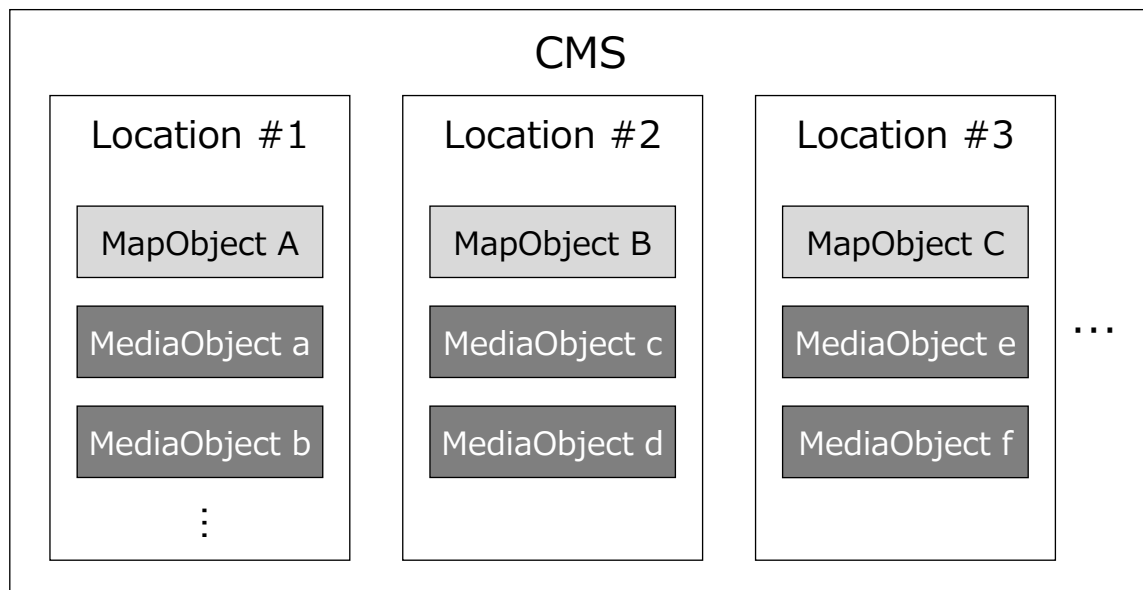 CMS
Location #1
MapObject A
MediaObject a
MediaObject b
⋮
Location #2
MapObject B
MediaObject c
MediaObject d
Location #3
MapObject C
MediaObject e
MediaObject f
…